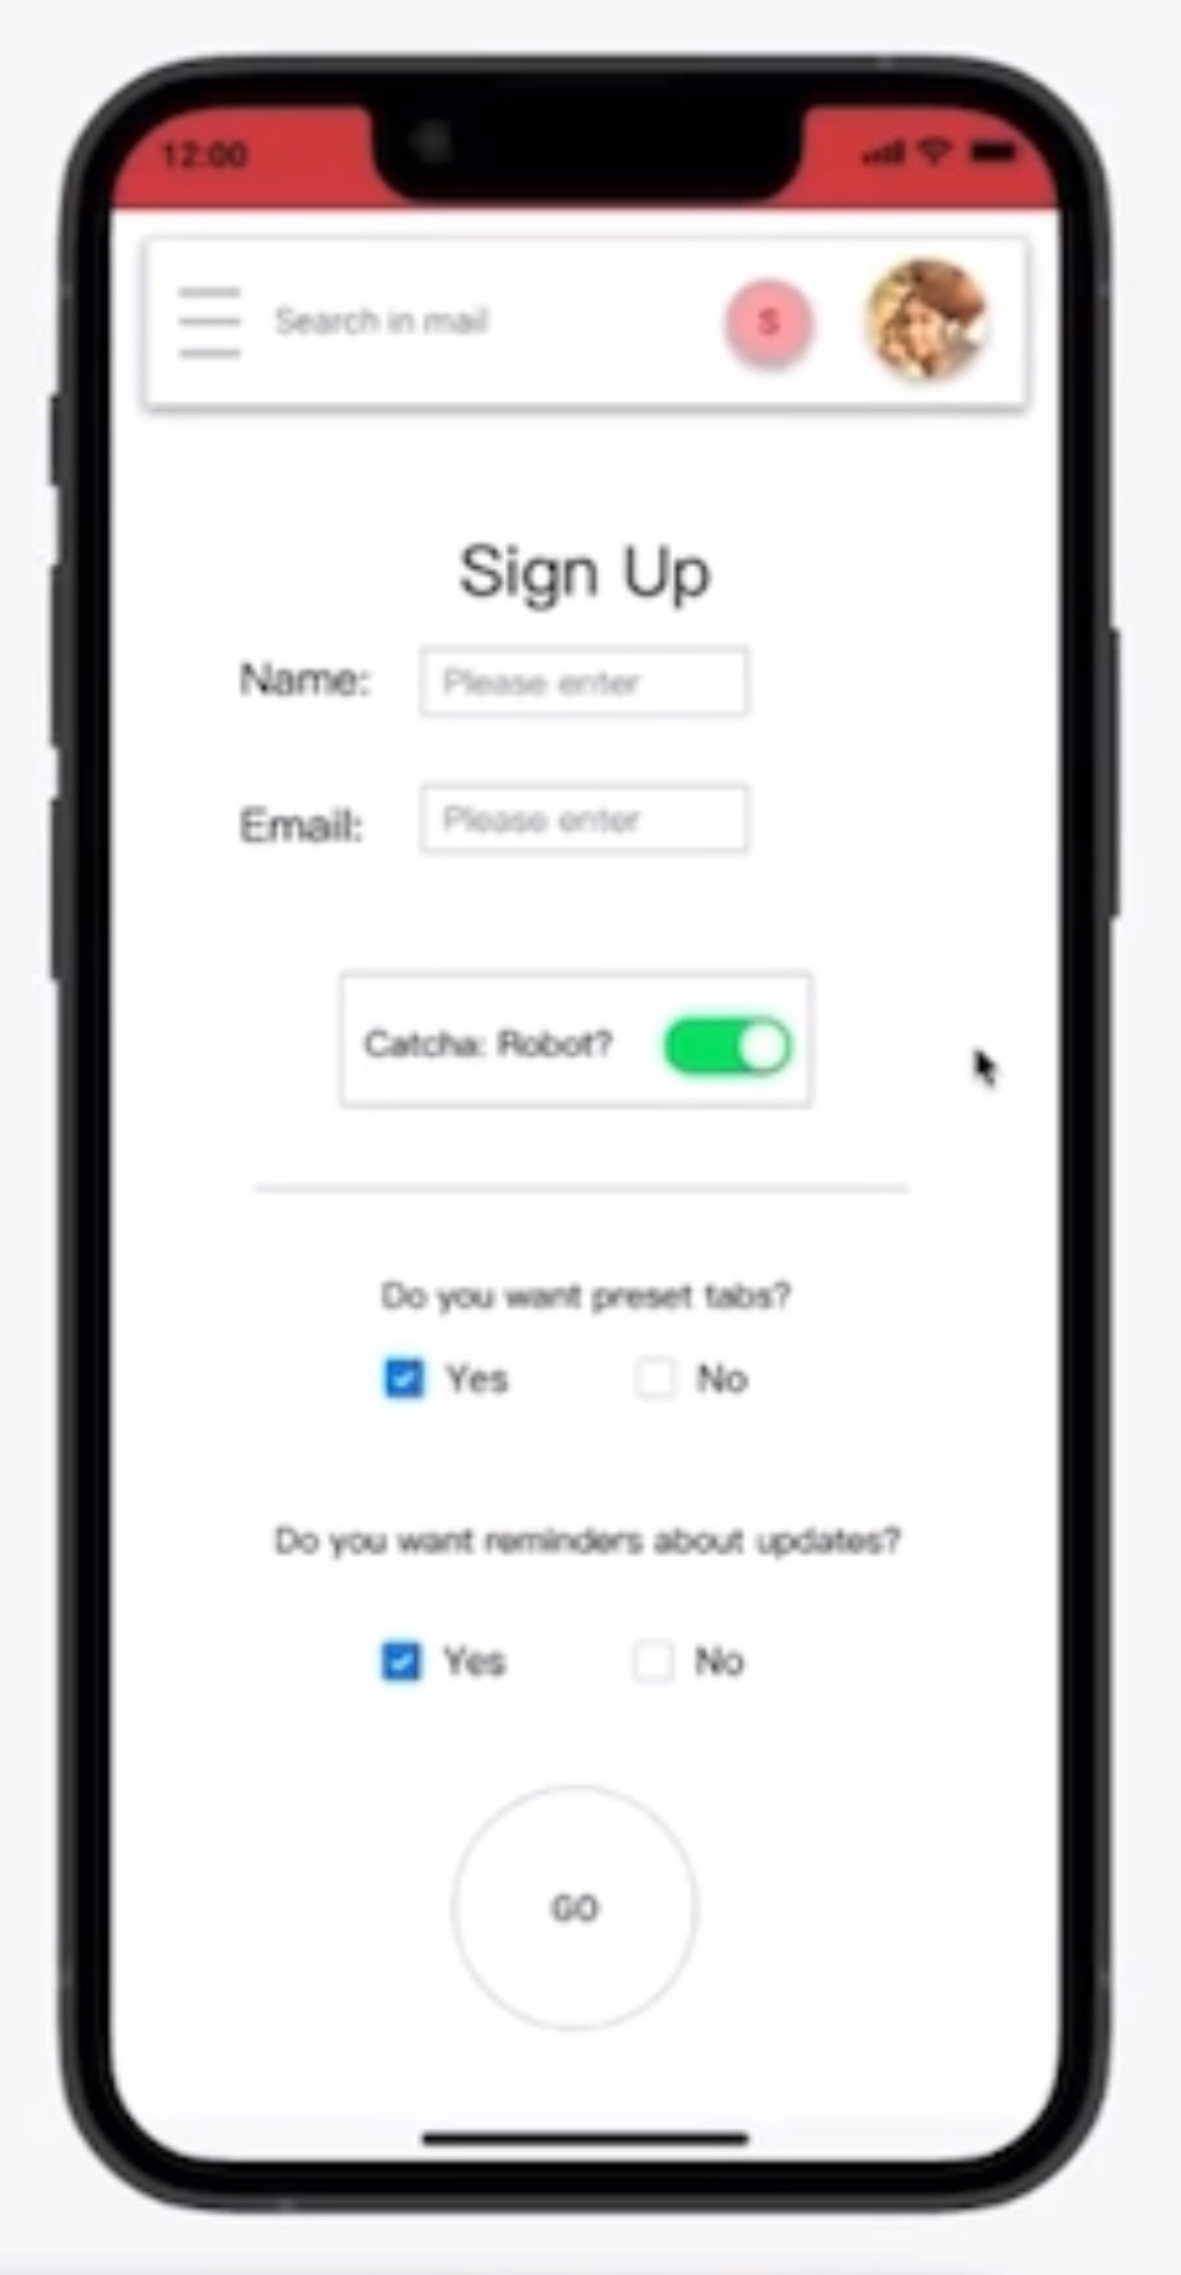 12:00
Search in mail S
Sign Up
Name: Please enter
Email: Please enter
Catcha: Robot?
Do you want preset tabs?
Yes No
Do you want reminders about updates?
Yes No
GO